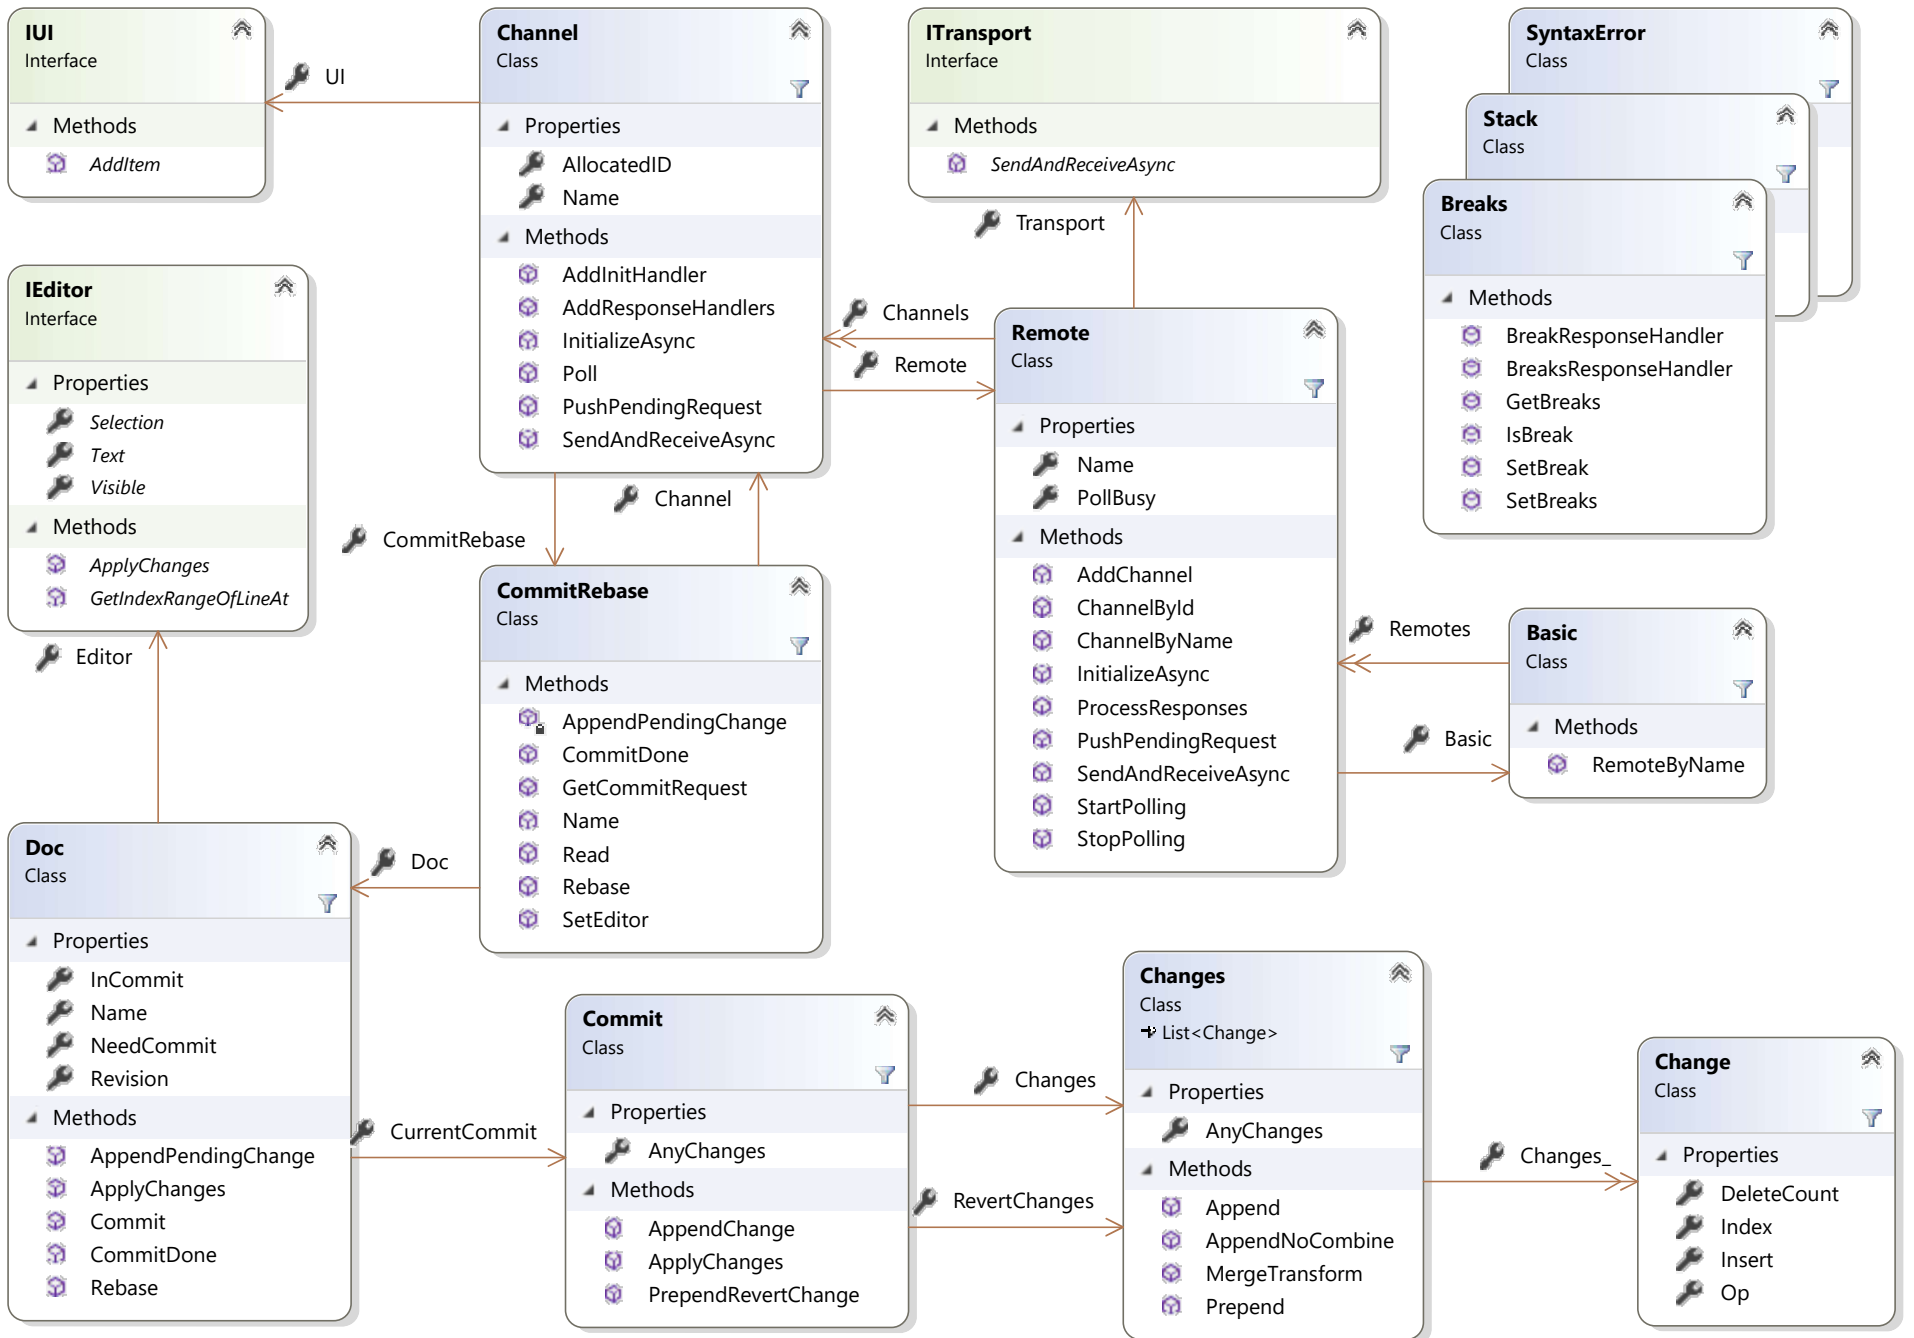 IUI
Interface
Methods
AddItem
UI
Channel
Class
Properties
AllocatedID
Name
Methods
AddInitHandler
AddResponseHandlers
InitializeAsync
Poll
PushPendingRequest
SendAndReceiveAsync
ITransport
Interface
Methods
SendAndReceiveAsync
Transport
SyntaxError
Class
Stack
Class
Breaks
Class
Methods
BreakResponseHandler
BreaksResponseHandler
GetBreaks
IsBreak
SetBreak
SetBreaks
IEditor
Interface
Properties
Selection
Text
Visible
Methods
ApplyChanges
GetIndexRangeOfLineAt
Editor
Channels
Remote
Remote
Class
Properties
Name
PollBusy
Methods
AddChannel
ChannelById
ChannelByName
InitializeAsync
ProcessResponses
PushPendingRequest
SendAndReceiveAsync
StartPolling
StopPolling
Channel
CommitRebase
CommitRebase
Class
Methods
AppendPendingChange
CommitDone
GetCommitRequest
Name
Read
Rebase
SetEditor
Remotes
Basic
Basic
Class
Methods
RemoteByName
Doc
Doc
Class
Properties
InCommit
Name
NeedCommit
Revision
Methods
AppendPendingChange
ApplyChanges
Commit
CommitDone
Rebase
CurrentCommit
Commit
Class
Properties
AnyChanges
Methods
AppendChange
ApplyChanges
PrependRevertChange
Changes
RevertChanges
Changes
Class
List<Change>
Properties
AnyChanges
Methods
Append
AppendNoCombine
MergeTransform
Prepend
Changes_
Change
Class
Properties
DeleteCount
Index
Insert
Op